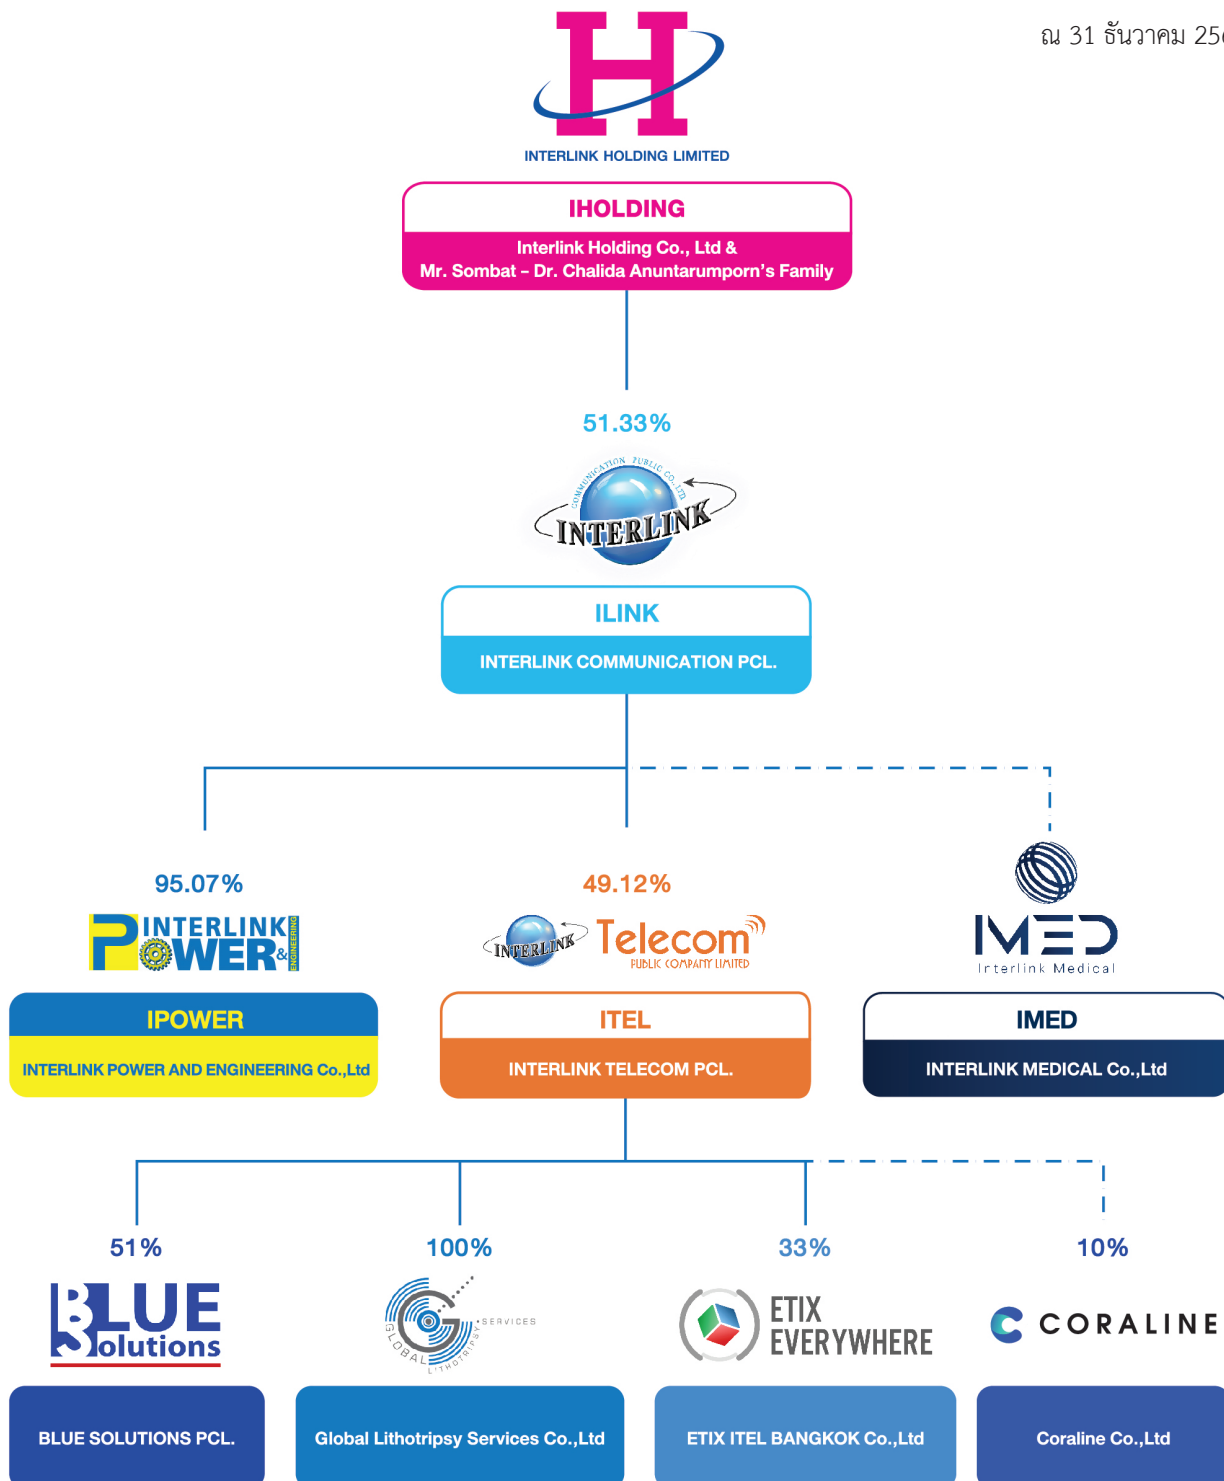 ณ 31 ธันวาคม
H
INTERLINK HOLDING LIMITED
IHOLDING
Interlink Holding Co., Ltd &
Mr. Sombat – Dr. Chalida Anuntarumporn's Family
51.33%
COMMUNICATION PUBLIC CO.,LTD
INTERLINK
ILINK
INTERLINK COMMUNICATION PCL.
95.07%
INTERLINK
POWER & ENGINEERING
IPOWER
INTERLINK POWER AND ENGINEERING Co.,Ltd
49.12%
INTERLINK Telecom
PUBLIC COMPANY LIMITED
ITEL
INTERLINK TELECOM PCL.
IMED
Interlink Medical
IMED
INTERLINK MEDICAL Co.,Ltd
51%
BLUE
Solutions
BLUE SOLUTIONS PCL.
100%
G
GLOBAL LITHOTRIPSY SERVICES
Global Lithotripsy Services Co.,Ltd
33%
ETIX
EVERYWHERE
ETIX ITEL BANGKOK Co.,Ltd
10%
CORALINE
Coraline Co.,Ltd